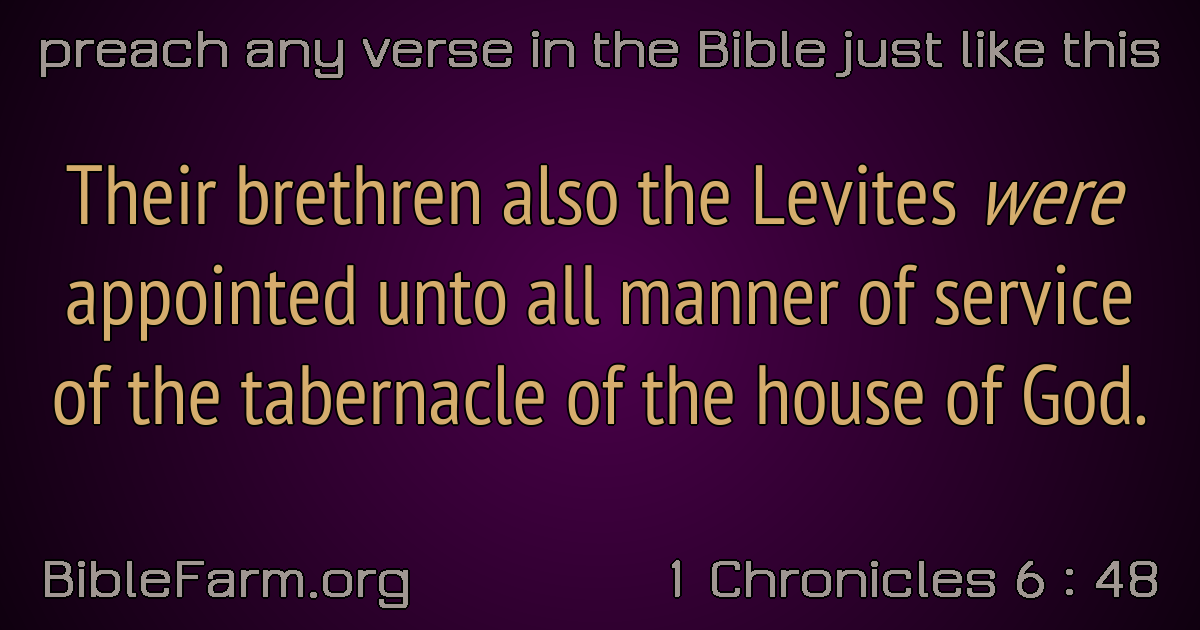 preach any verse in the Bible just like this
Their brethren also the Levites were
appointed unto all manner of service
of the tabernacle of the house of God.
BibleFarm.org
1 Chronicles 6 : 48